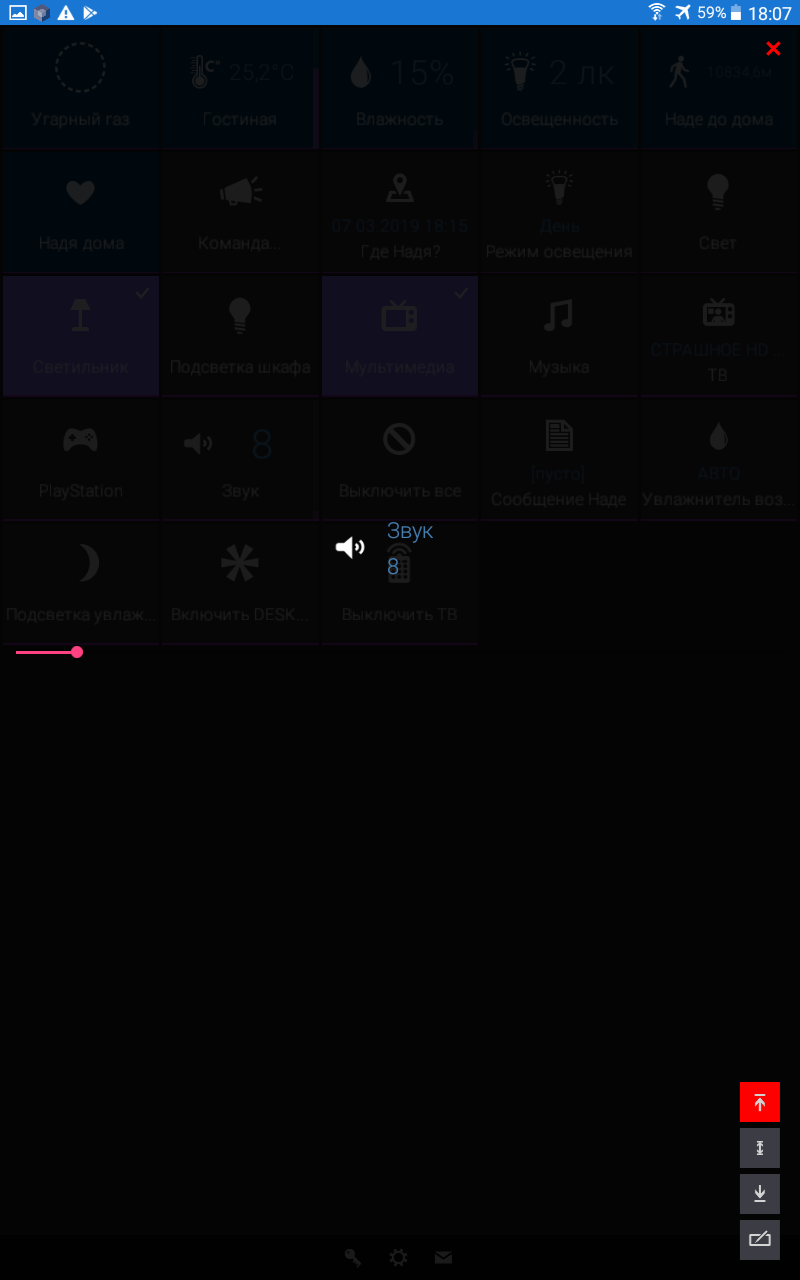 59% 18:07
25,2°C
15%
2 лк
10834,6м
Угарный газ
Гостиная
Влажность
Освещенность
Наде до дома
07.03.2019 18:15
День
Надя дома
Команда...
Где Надя?
Режим освещения
Свет
СТРАШНОЕ HD ...
Светильник
Подсветка шкафа
Мультимедиа
Музыка
ТВ
8
[пусто]
АВТО
PlayStation
Звук
Выключить все
Сообщение Наде
Увлажнитель воз...
Звук
8
Подсветка увлаж...
Включить DESK...
Выключить ТВ